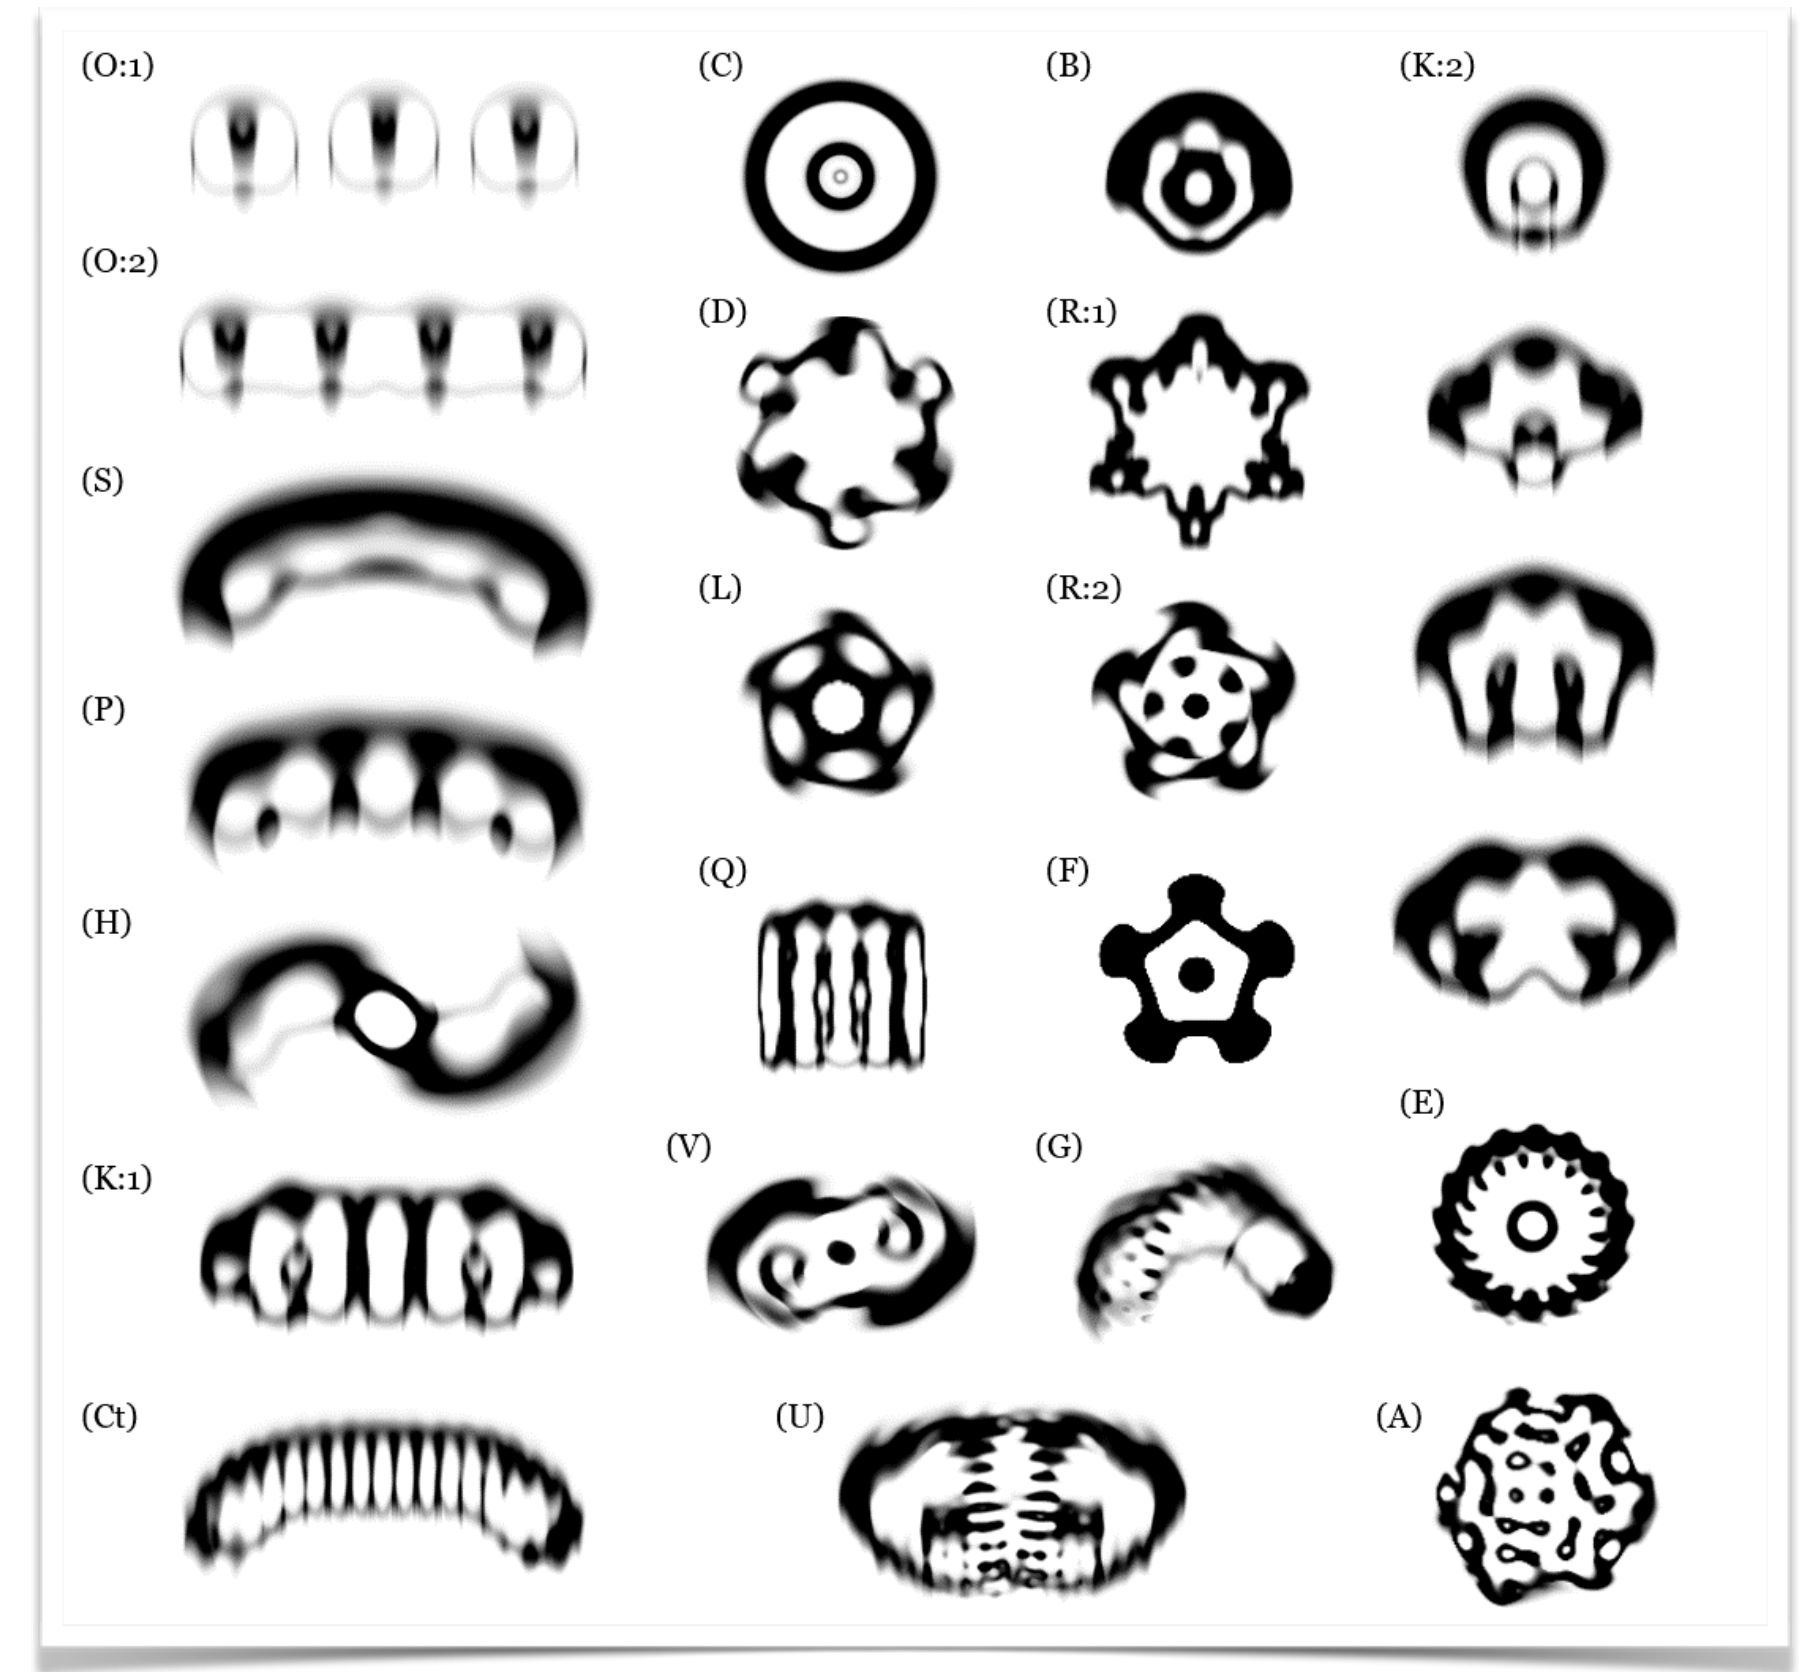 (O:1)
(C)
(B)
(K:2)
(O:2)
(D)
(R:1)
(S)
(L)
(R:2)
(P)
(Q)
(F)
(H)
(E)
(V)
(G)
(K:1)
(Ct)
(U)
(A)